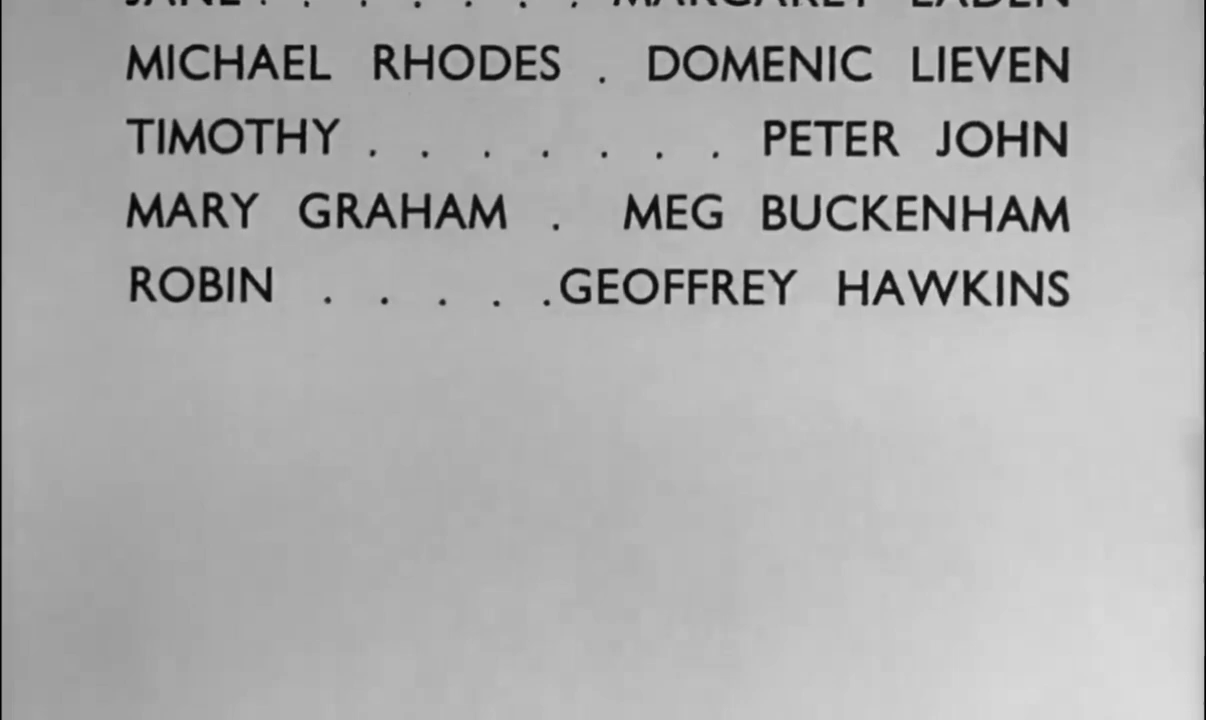 MICHAEL RHODES . DOMENIC LIEVEN
TIMOTHY . . . . . . . PETER JOHN
MARY GRAHAM . MEG BUCKENHAM
ROBIN . . . . .GEOFFREY HAWKINS